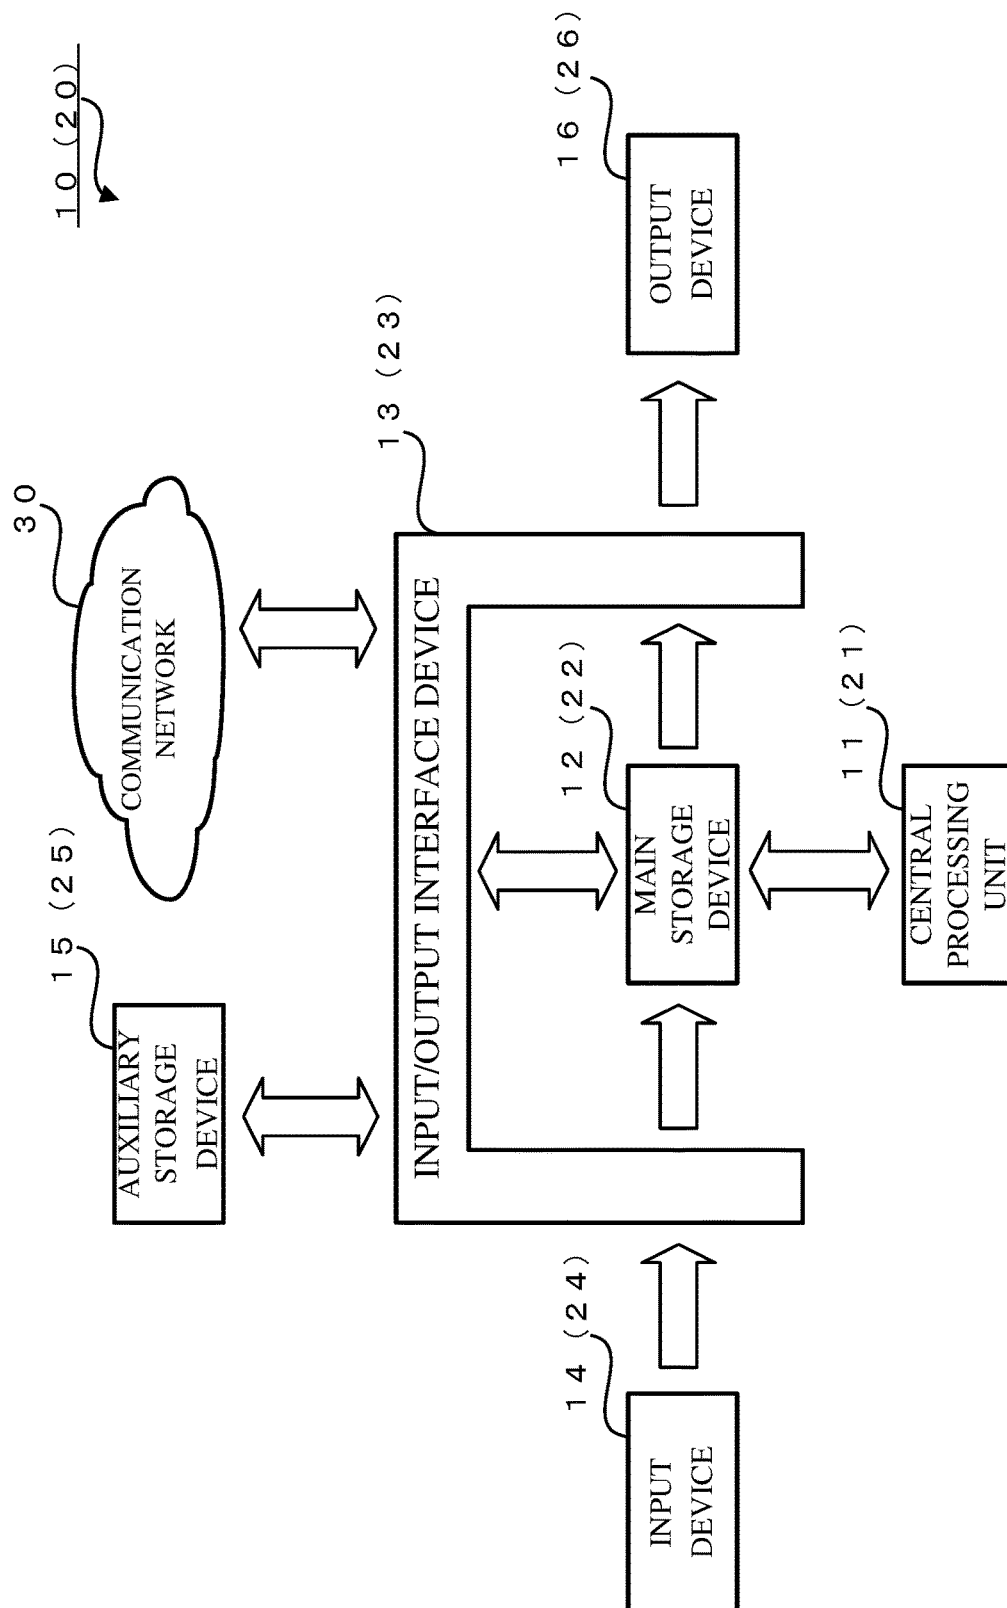 １０（２０）
１５（２５）
３０
AUXILIARY
STORAGE
DEVICE
COMMUNICATION
NETWORK
１３（２３）
INPUT/OUTPUT INTERFACE DEVICE
１４（２４）
１２（２２）
１６（２６）
INPUT
DEVICE
MAIN
STORAGE
DEVICE
OUTPUT
DEVICE
１１（２１）
CENTRAL
PROCESSING
UNIT